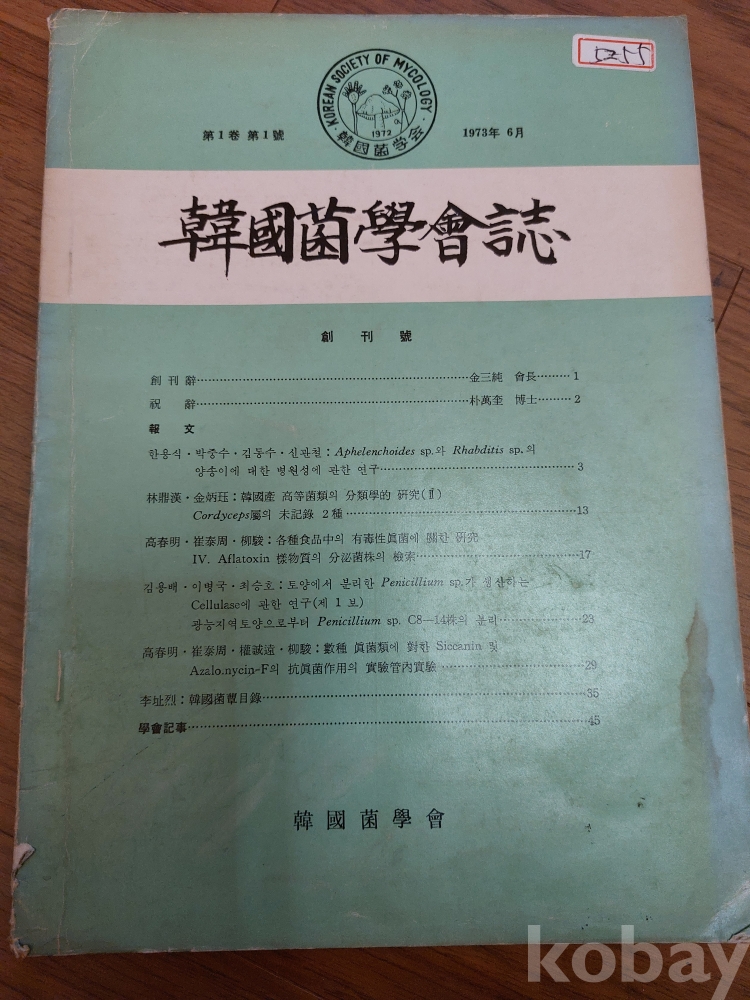 5255
KOREAN SOCIETY OF MYCOLOGY
1972
韓國菌学会
第1卷 第1號
1973年 6月
韓國菌學會誌
創刊號
創刊辭………金三純 會長………1
祝辭………朴萬奎 博士………2
報文
한용식·박중수·김동수·신관철: Aphelenchoides sp.와 Rhabditis sp.의
양송이에 대한 병원성에 관한 연구………3
林鼎漢·金炳珏: 韓國產 高等菌類의 分類學的 硏究(Ⅱ)
Cordyceps屬의 未記錄 2種………13
高春明·崔泰周·柳駿: 各種食品中의 有毒性眞菌에 關한 硏究
IV. Aflatoxin 樣物質의 分泌菌株의 檢索………17
김용배·이명국·최승호: 토양에서 분리한 Penicillium sp.가 생산하는
Cellulase에 관한 연구(제 1 보)
광능지역토양으로부터 Penicillium sp. C8—14株의 분리………23
高春明·崔泰周·權誠遠·柳駿: 數種 眞菌類에 對한 Siccanin 및
Azalomycin-F의 抗眞菌作用의 實驗管內實驗………29
李址烈: 韓國菌蕈目錄………35
學會記事………45
韓國菌學會
kobay